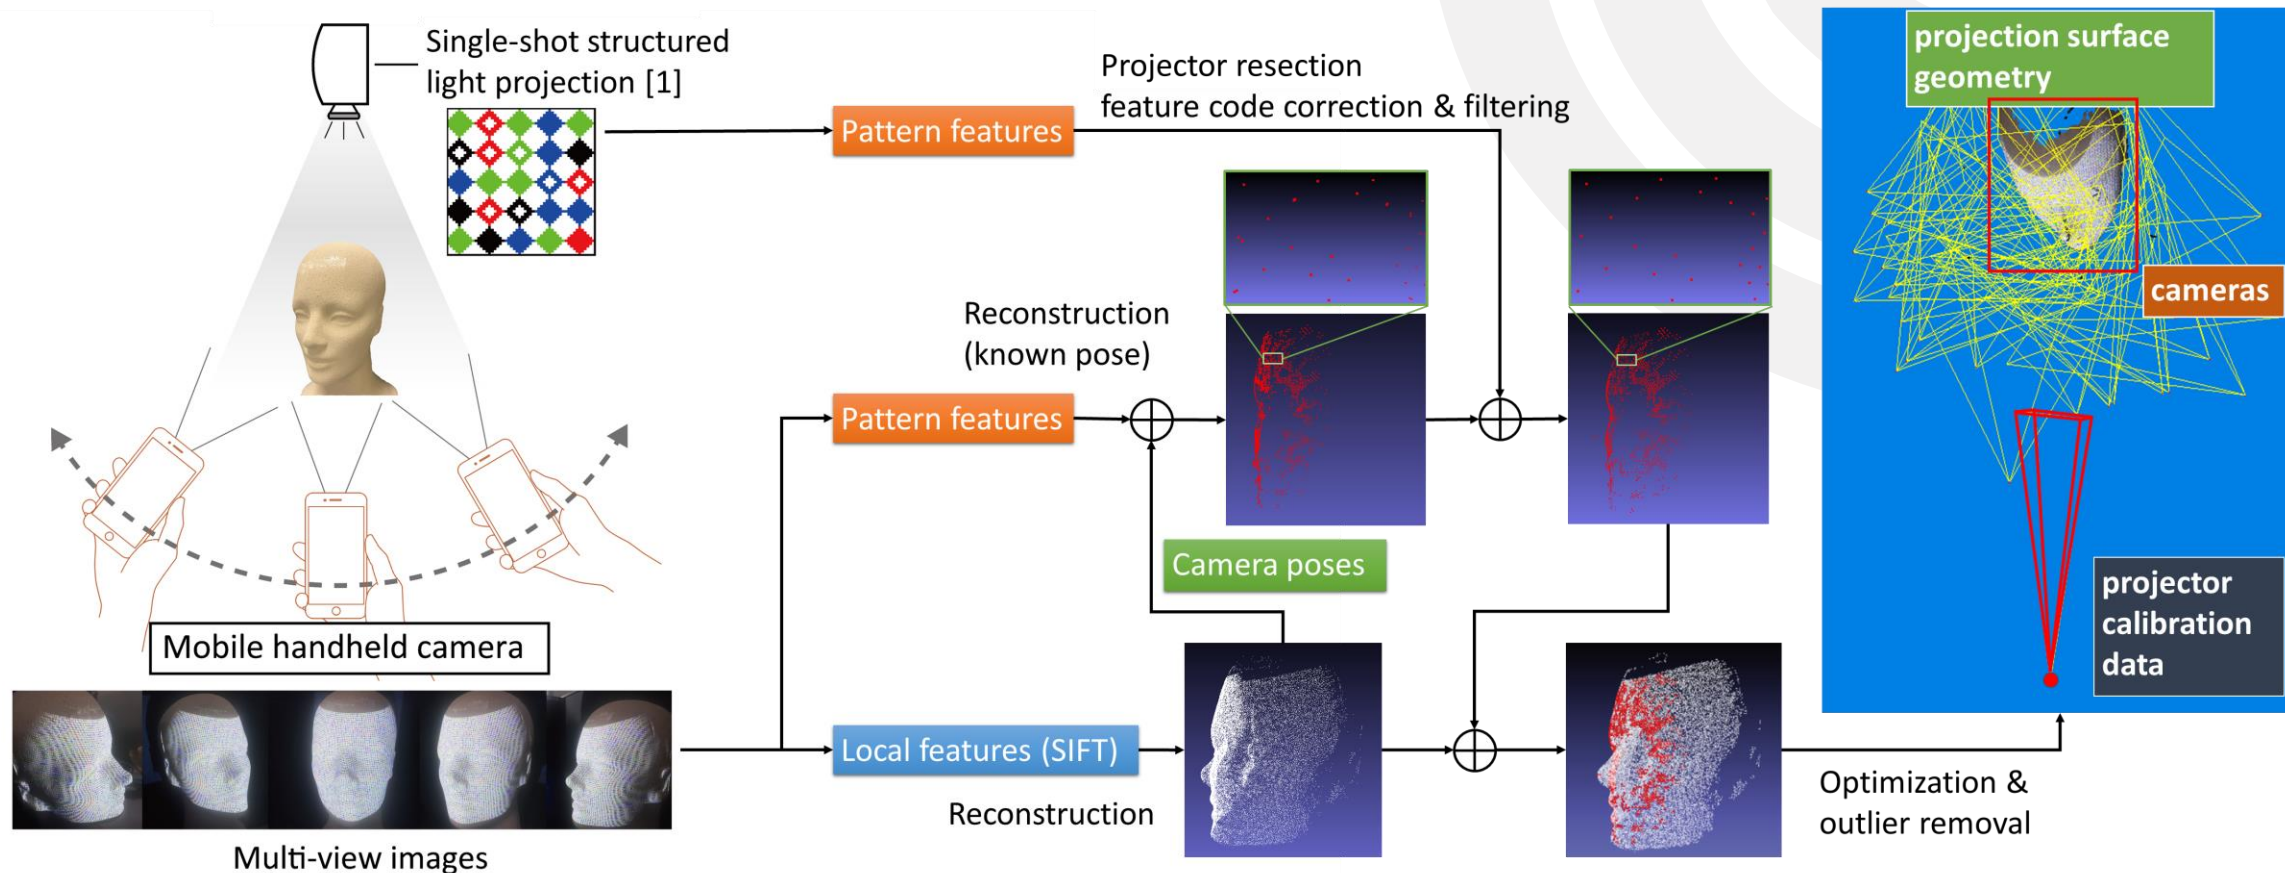 Single-shot structured
light projection [1]
Pattern features
Projector resection
feature code correction & filtering
projection surface
geometry
cameras
Reconstruction
(known pose)
Pattern features
Camera poses
projector
calibration
data
Mobile handheld camera
Local features (SIFT)
Reconstruction
Optimization &
outlier removal
Multi-view images